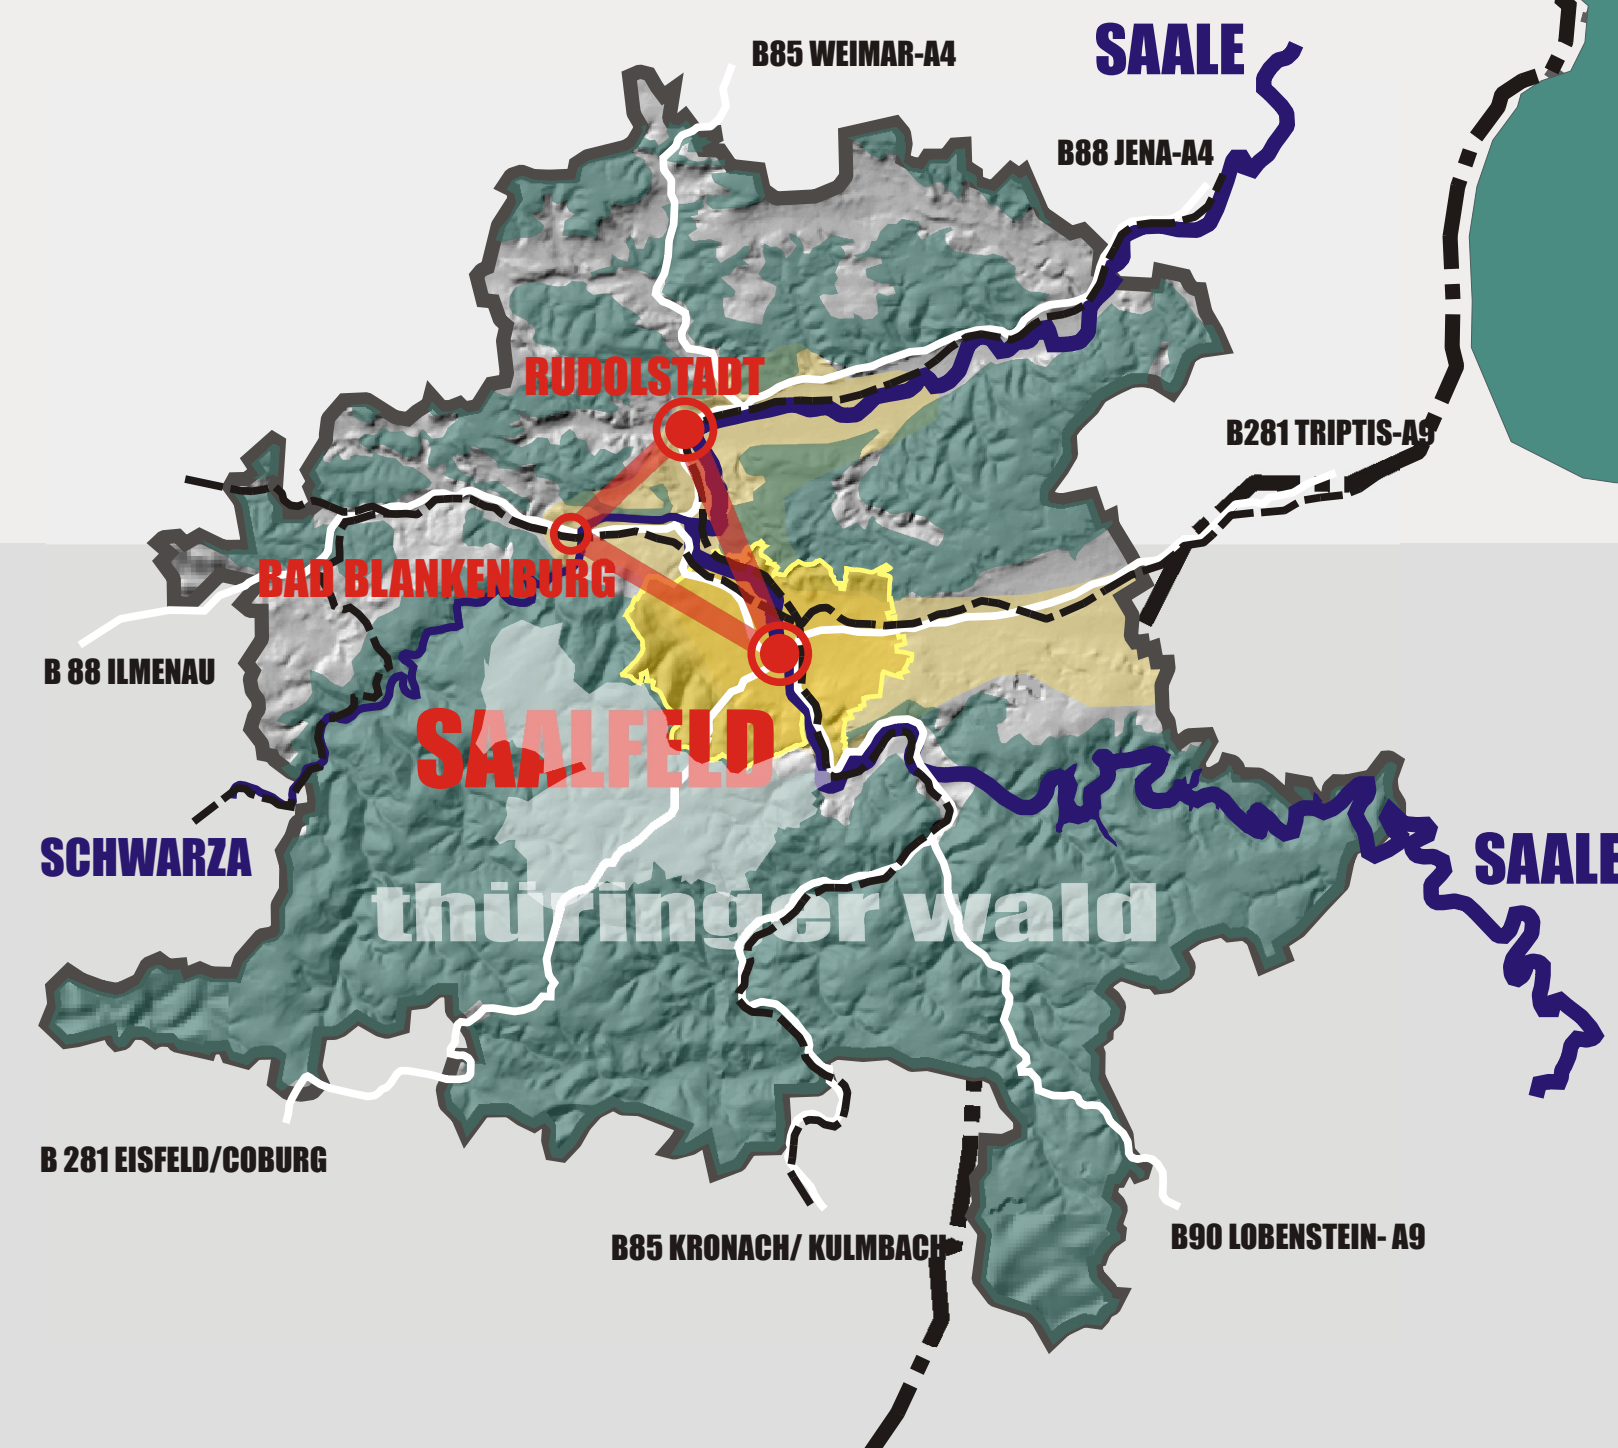 B85 WEIMAR-A4
SAALE
B88 JENA-A4
RUDOLSTADT
B281 TRIPTIS-A9
BAD BLANKENBURG
B 88 ILMENAU
SAALFELD
SCHWARZA
SAALE
thüringer wald
B 281 EISFELD/COBURG
B85 KRONACH/ KULMBACH
B90 LOBENSTEIN- A9